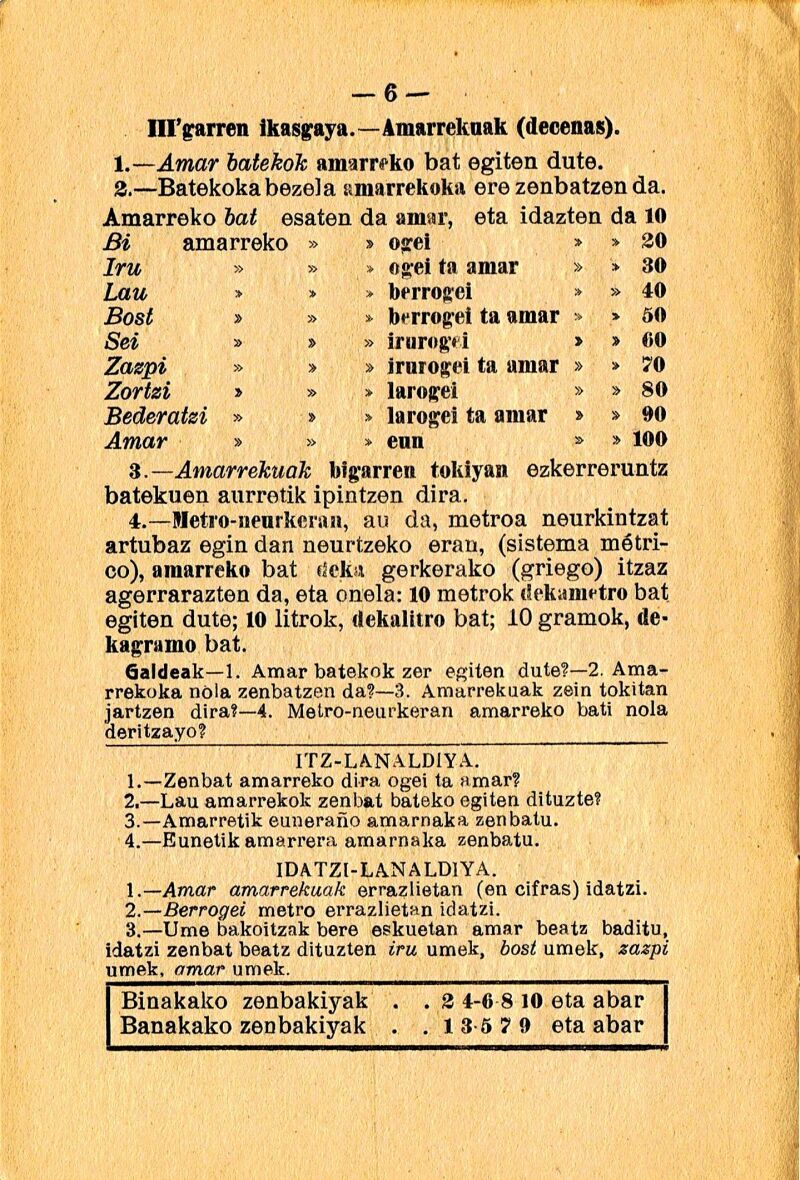 — 6 —
III'garren ikasgaya.—Amarrekuak (decenas).
1.—Amar batekok amarreko bat egiten dute.
2.—Batekoka bezela amarrekoka ere zenbatzen da.
Amarreko bat esaten da amar, eta idazten da 10
Bi amarreko » » ogei » » 20
Iru » » » ogei ta amar » » 30
Lau » » » berrogei » » 40
Bost » » » berrogei ta amar » » 50
Sei » » » irurogei » » 60
Zazpi » » » irurogei ta amar » » 70
Zortzi » » » larogei » » 80
Bederatzi » » » larogei ta amar » » 90
Amar » » » eun » » 100
3.—Amarrekuak bigarren tokiyan ezkerreruntz
batekuen aurretik ipintzen dira.
4.—Metro-neurkeran, au da, metroa neurkintzat
artubaz egin dan neurtzeko eran, (sistema métri-
co), amarreko bat deka gerkerako (griego) itzaz
agerrarazten da, eta onela: 10 metrok dekametro bat
egiten dute; 10 litrok, dekalitro bat; 10 gramok, de-
kagramo bat.
Galdeak—1. Amar batekok zer egiten dute?—2. Ama-
rrekoka nola zenbatzen da?—3. Amarrekuak zein tokitan
jartzen dira?—4. Metro-neurkeran amarreko bati nola
deritzayo?
ITZ-LANALDIYA.
1.—Zenbat amarreko dira ogei ta amar?
2.—Lau amarrekok zenbat bateko egiten dituzte?
3.—Amarretik euneraño amarnaka zenbatu.
4.—Eunetik amarrera amarnaka zenbatu.
IDATZI-LANALDIYA.
1.—Amar amarrekuak errazlietan (en cifras) idatzi.
2.—Berrogei metro errazlietan idatzi.
3.—Ume bakoitzak bere eskuetan amar beatz baditu,
idatzi zenbat beatz dituzten iru umek, bost umek, zazpi
umek, amar umek.
Binakako zenbakiyak . . 2 4-6 8 10 eta abar
Banakako zenbakiyak . . 1 3-5 7 9 eta abar